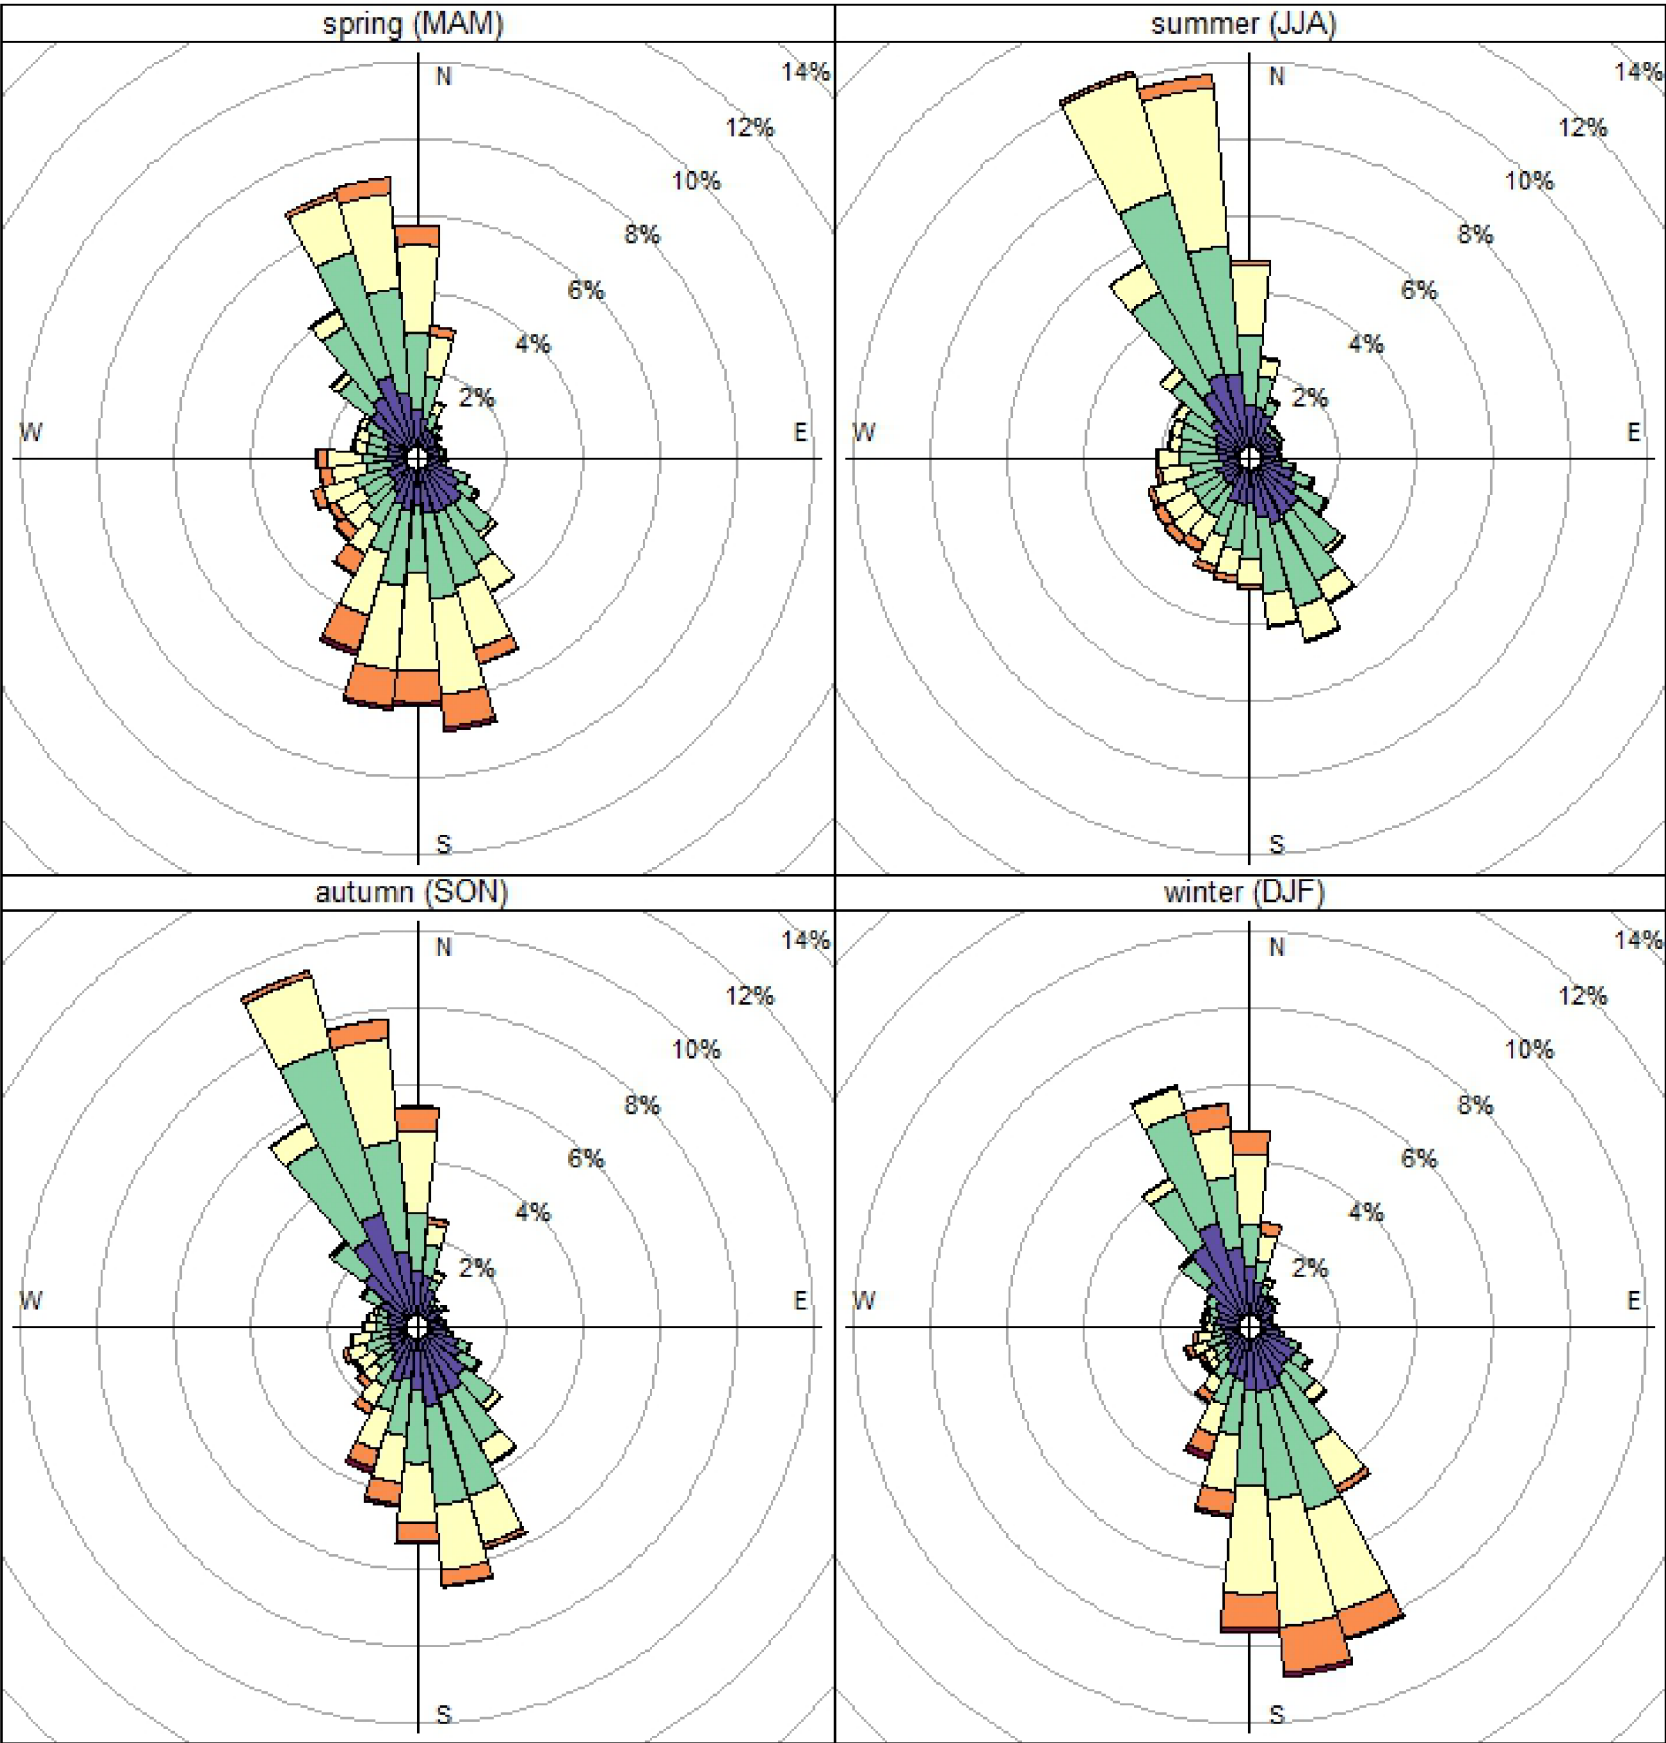 spring (MAM)
N
14%
12%
10%
8%
6%
4%
2%
W
E
S
summer (JJA)
N
14%
12%
10%
8%
6%
4%
2%
W
E
S
autumn (SON)
N
14%
12%
10%
8%
6%
4%
2%
W
E
S
winter (DJF)
N
14%
12%
10%
8%
6%
4%
2%
W
E
S